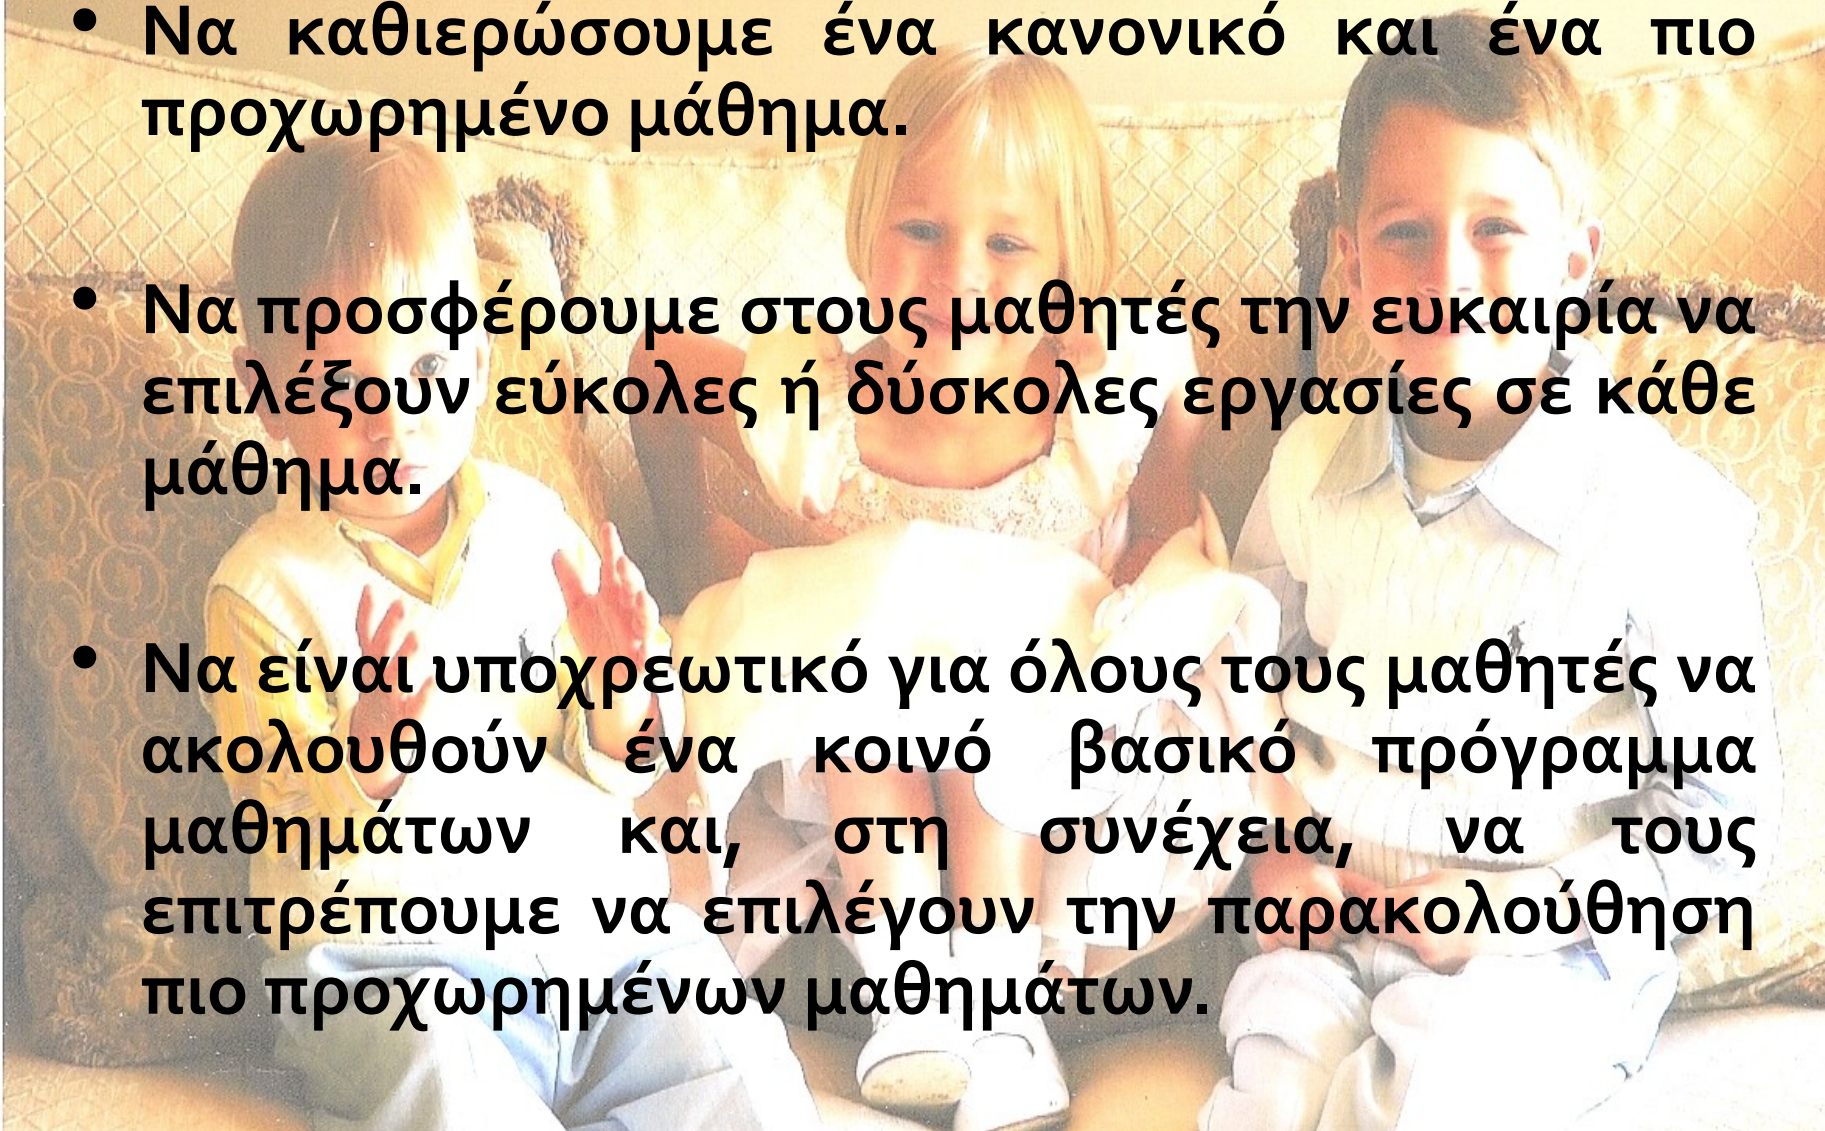 • Να καθιερώσουμε ένα κανονικό και ένα πιο
προχωρημένο μάθημα.
• Να προσφέρουμε στους μαθητές την ευκαιρία να
επιλέξουν εύκολες ή δύσκολες εργασίες σε κάθε
μάθημα.
• Να είναι υποχρεωτικό για όλους τους μαθητές να
ακολουθούν ένα κοινό βασικό πρόγραμμα
μαθημάτων και, στη συνέχεια, να τους
επιτρέπουμε να επιλέγουν την παρακολούθηση
πιο προχωρημένων μαθημάτων.